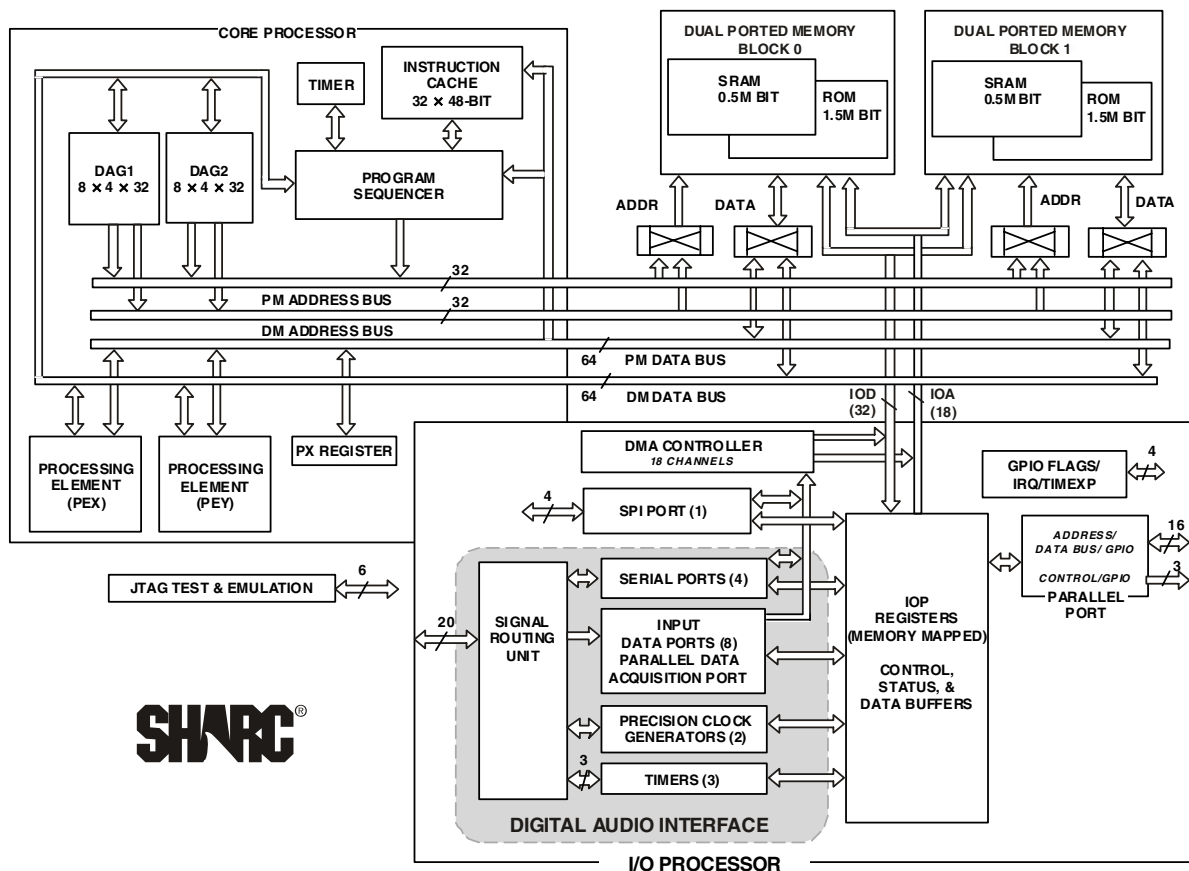 CORE PROCESSOR
TIMER
INSTRUCTION
CACHE
32 × 48-BIT
DAG1
8 × 4 × 32
DAG2
8 × 4 × 32
PROGRAM
SEQUENCER
DUAL PORTED MEMORY
BLOCK 0
SRAM
0.5M BIT
ROM
1.5M BIT
DUAL PORTED MEMORY
BLOCK 1
SRAM
0.5M BIT
ROM
1.5M BIT
ADDR
DATA
ADDR
DATA
32
PM ADDRESS BUS
32
DM ADDRESS BUS
64
PM DATA BUS
64
DM DATA BUS
IOD
(32)
IOA
(18)
PROCESSING
ELEMENT
(PEX)
PROCESSING
ELEMENT
(PEY)
PX REGISTER
JTAG TEST & EMULATION
6
20
SHARC®
DMA CONTROLLER
18 CHANNELS
4
SPI PORT (1)
SIGNAL
ROUTING
UNIT
SERIAL PORTS (4)
INPUT
DATA PORTS (8)
PARALLEL DATA
ACQUISITION PORT
PRECISION CLOCK
GENERATORS (2)
3
TIMERS (3)
DIGITAL AUDIO INTERFACE
IOP
REGISTERS
(MEMORY MAPPED)
CONTROL,
STATUS, &
DATA BUFFERS
GPIO FLAGS/
IRQ/TIMEXP
4
ADDRESS/
DATA BUS/ GPIO
CONTROL/GPIO
PARALLEL
PORT
16
3
I/O PROCESSOR